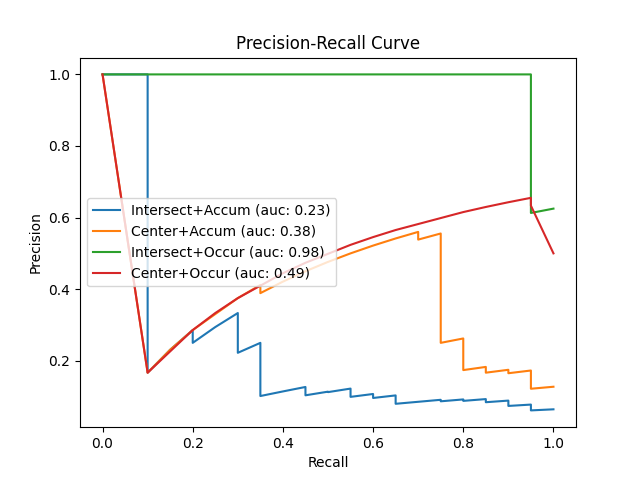 Precision-Recall Curve
1.0
0.8
0.6
0.4
0.2
Precision
Intersect+Accum (auc: 0.23)
Center+Accum (auc: 0.38)
Intersect+Occur (auc: 0.98)
Center+Occur (auc: 0.49)
0.0 0.2 0.4 0.6 0.8 1.0
Recall